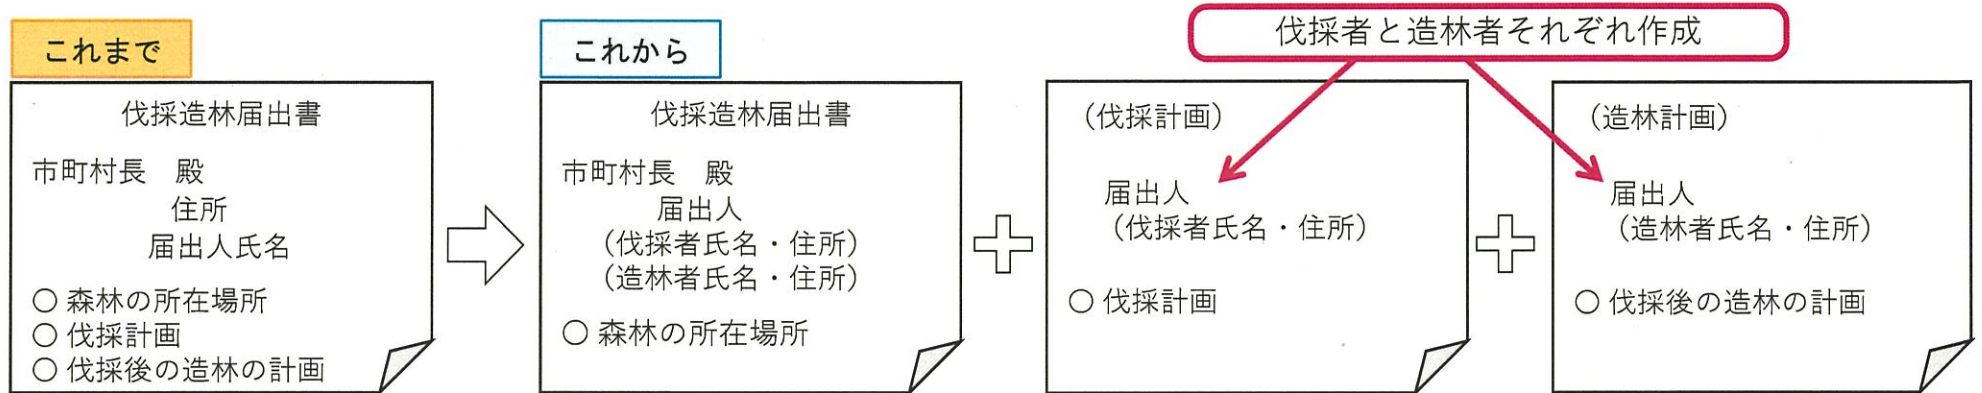 これまで
伐採造林届出書
市町村長　殿
住所
届出人氏名
○ 森林の所在場所
○ 伐採計画
○ 伐採後の造林の計画
これから
伐採造林届出書
市町村長　殿
届出人
（伐採者氏名・住所）
（造林者氏名・住所）
○ 森林の所在場所
伐採者と造林者それぞれ作成
（伐採計画）
届出人
（伐採者氏名・住所）
○ 伐採計画
（造林計画）
届出人
（造林者氏名・住所）
○ 伐採後の造林の計画